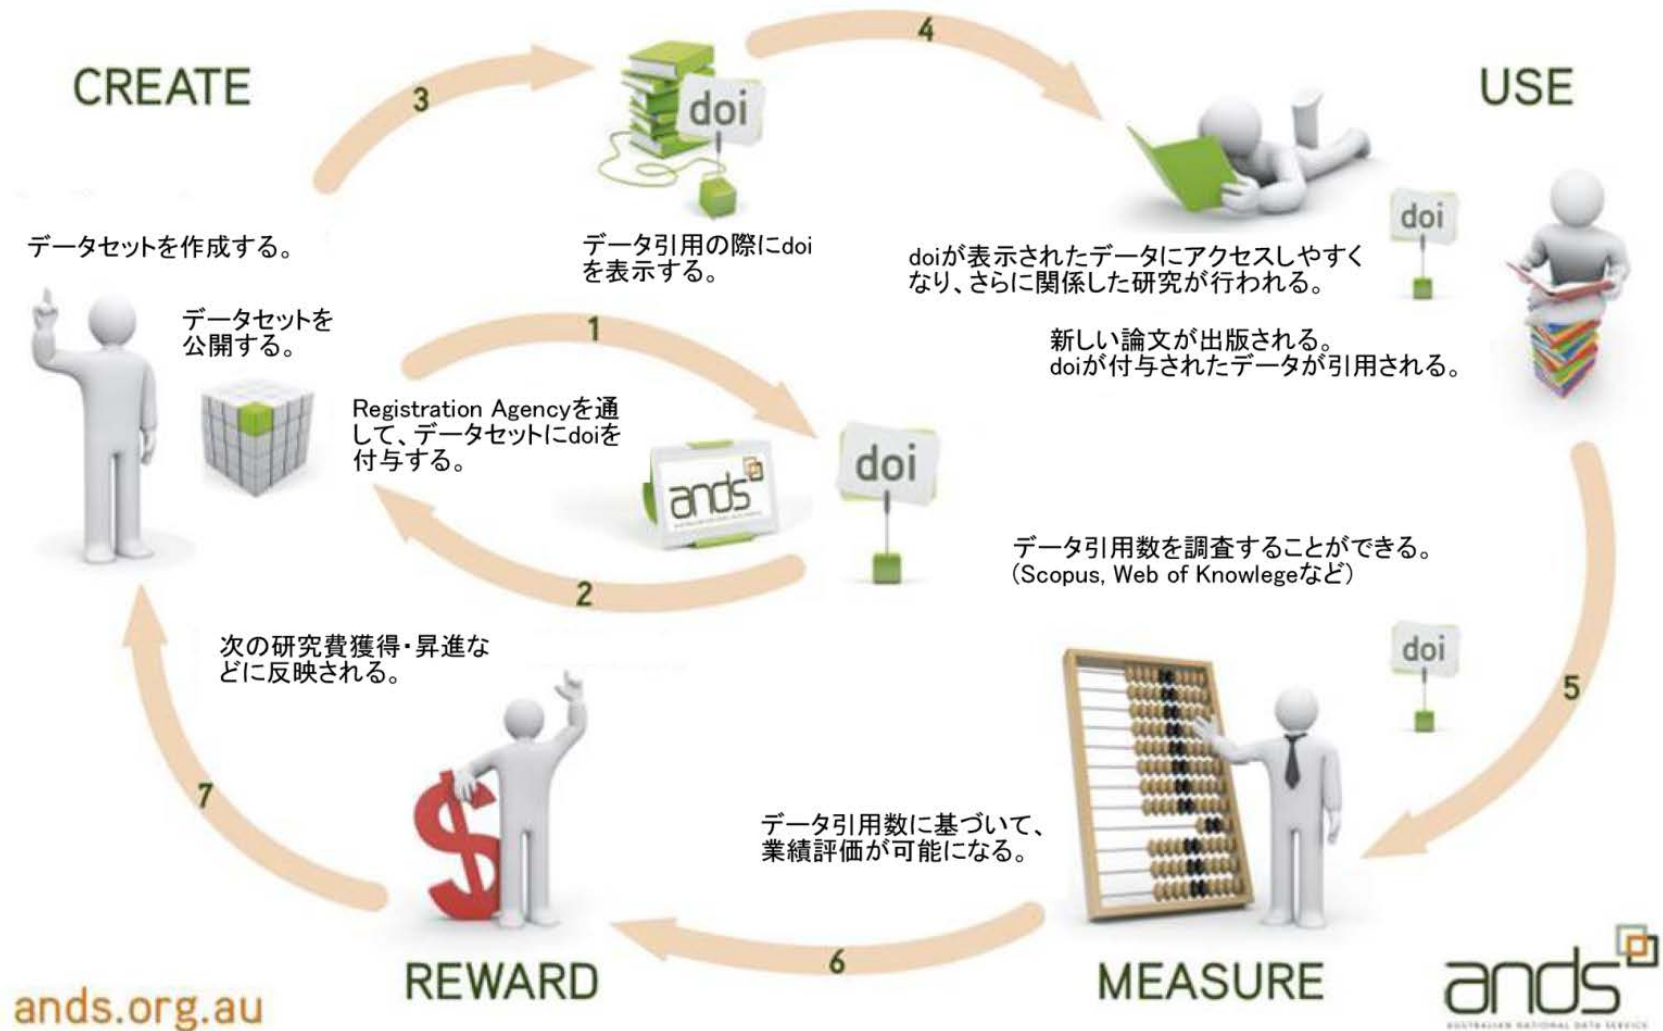 CREATE
3
doi
4
USE
データセットを作成する。
データ引用の際にdoi
を表示する。
doiが表示されたデータにアクセスしやすく
なり、さらに関係した研究が行われる。
doi
データセットを
公開する。
1
新しい論文が出版される。
doiが付与されたデータが引用される。
Registration Agencyを通
して、データセットにdoiを
付与する。
ands
doi
2
データ引用数を調査することができる。
(Scopus, Web of Knowlegeなど)
次の研究費獲得・昇進な
どに反映される。
doi
5
7
$
データ引用数に基づいて、
業績評価が可能になる。
6
REWARD
MEASURE
ands.org.au
ands
AUSTRALIAN NATIONAL DATA SERVICE